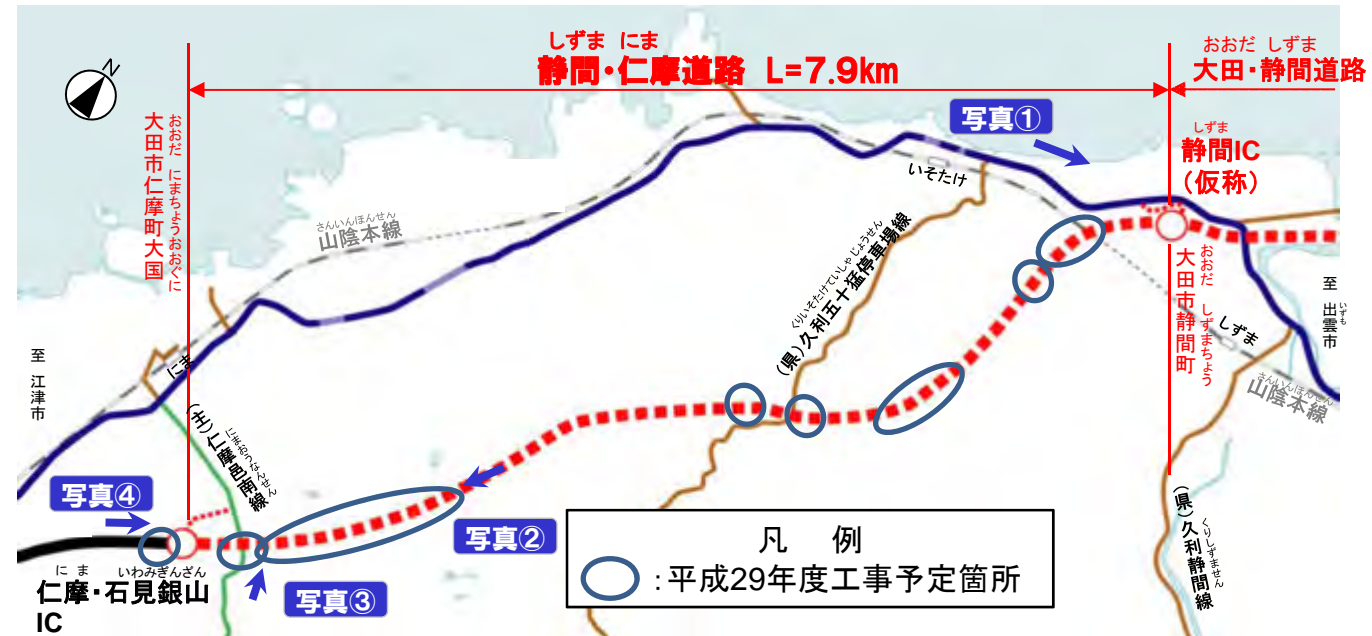 しずま にま
静間・仁摩道路 L=7.9km
おおだ しずま
大田・静間道路
N
写真①
しずま
静間IC
(仮称)
おおだ にまちょうおおぐに
大田市仁摩町大国
さんいんほんせん
山陰本線
いそたけ
くりいそたけていしゃじょうせん
(県)久利五十猛停車場線
おおだ しずまちょう
大田市静間町
至 出雲市
いずも
しずま
さんいんほんせん
山陰本線
至 江津市
にま
にまおうなんせん
(主)仁摩邑南線
くりしずません
(県)久利静間線
写真④
写真②
写真③
にま いわみぎんざん
仁摩・石見銀山
IC
凡 例
:平成29年度工事予定箇所